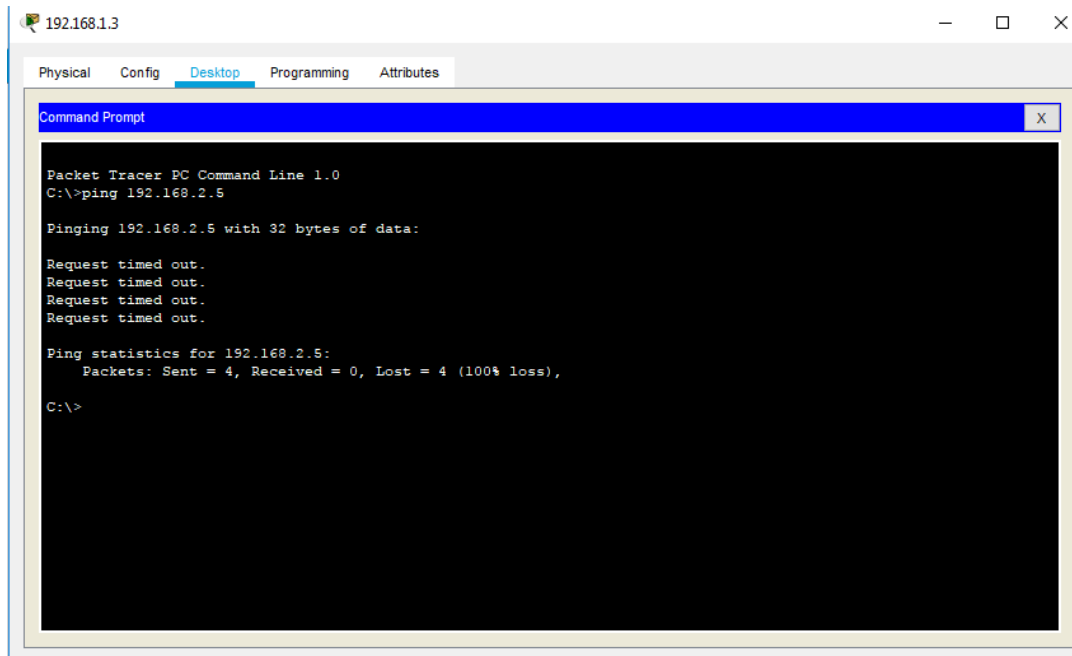 192.168.1.3
Physical Config Desktop Programming Attributes
Command Prompt
X
Packet Tracer PC Command Line 1.0
C:\>ping 192.168.2.5
Pinging 192.168.2.5 with 32 bytes of data:
Request timed out.
Request timed out.
Request timed out.
Request timed out.
Ping statistics for 192.168.2.5:
Packets: Sent = 4, Received = 0, Lost = 4 (100% loss),
C:\>